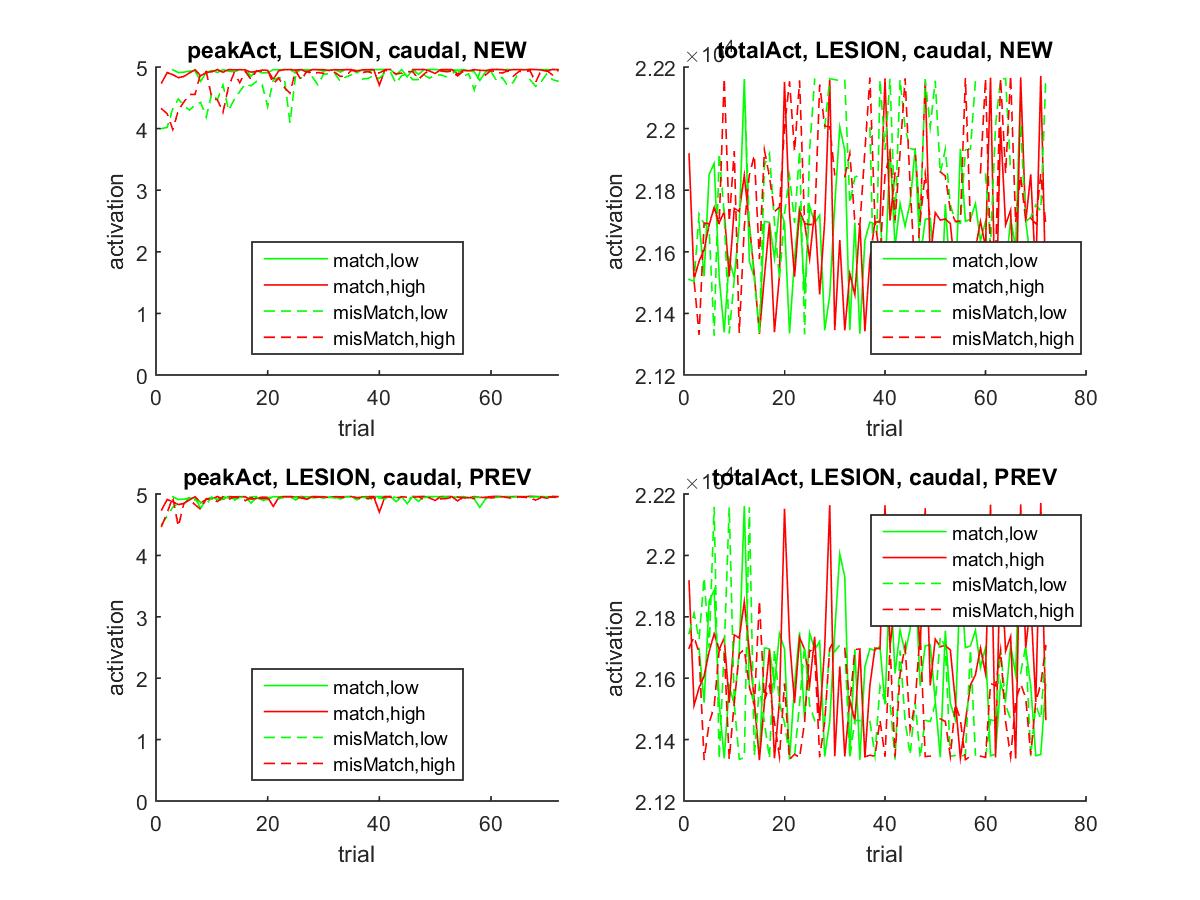 peakAct, LESION, caudal, NEW
5
4
3
2
1
0
activation
match,low
match,high
misMatch,low
misMatch,high
0 20 40 60
trial
×10⁴
totalAct, LESION, caudal, NEW
2.22
2.2
2.18
2.16
2.14
2.12
activation
match,low
match,high
misMatch,low
misMatch,high
0 20 40 60 80
trial
peakAct, LESION, caudal, PREV
5
4
3
2
1
0
activation
match,low
match,high
misMatch,low
misMatch,high
0 20 40 60
trial
×10⁴
totalAct, LESION, caudal, PREV
2.22
2.2
2.18
2.16
2.14
2.12
activation
match,low
match,high
misMatch,low
misMatch,high
0 20 40 60 80
trial